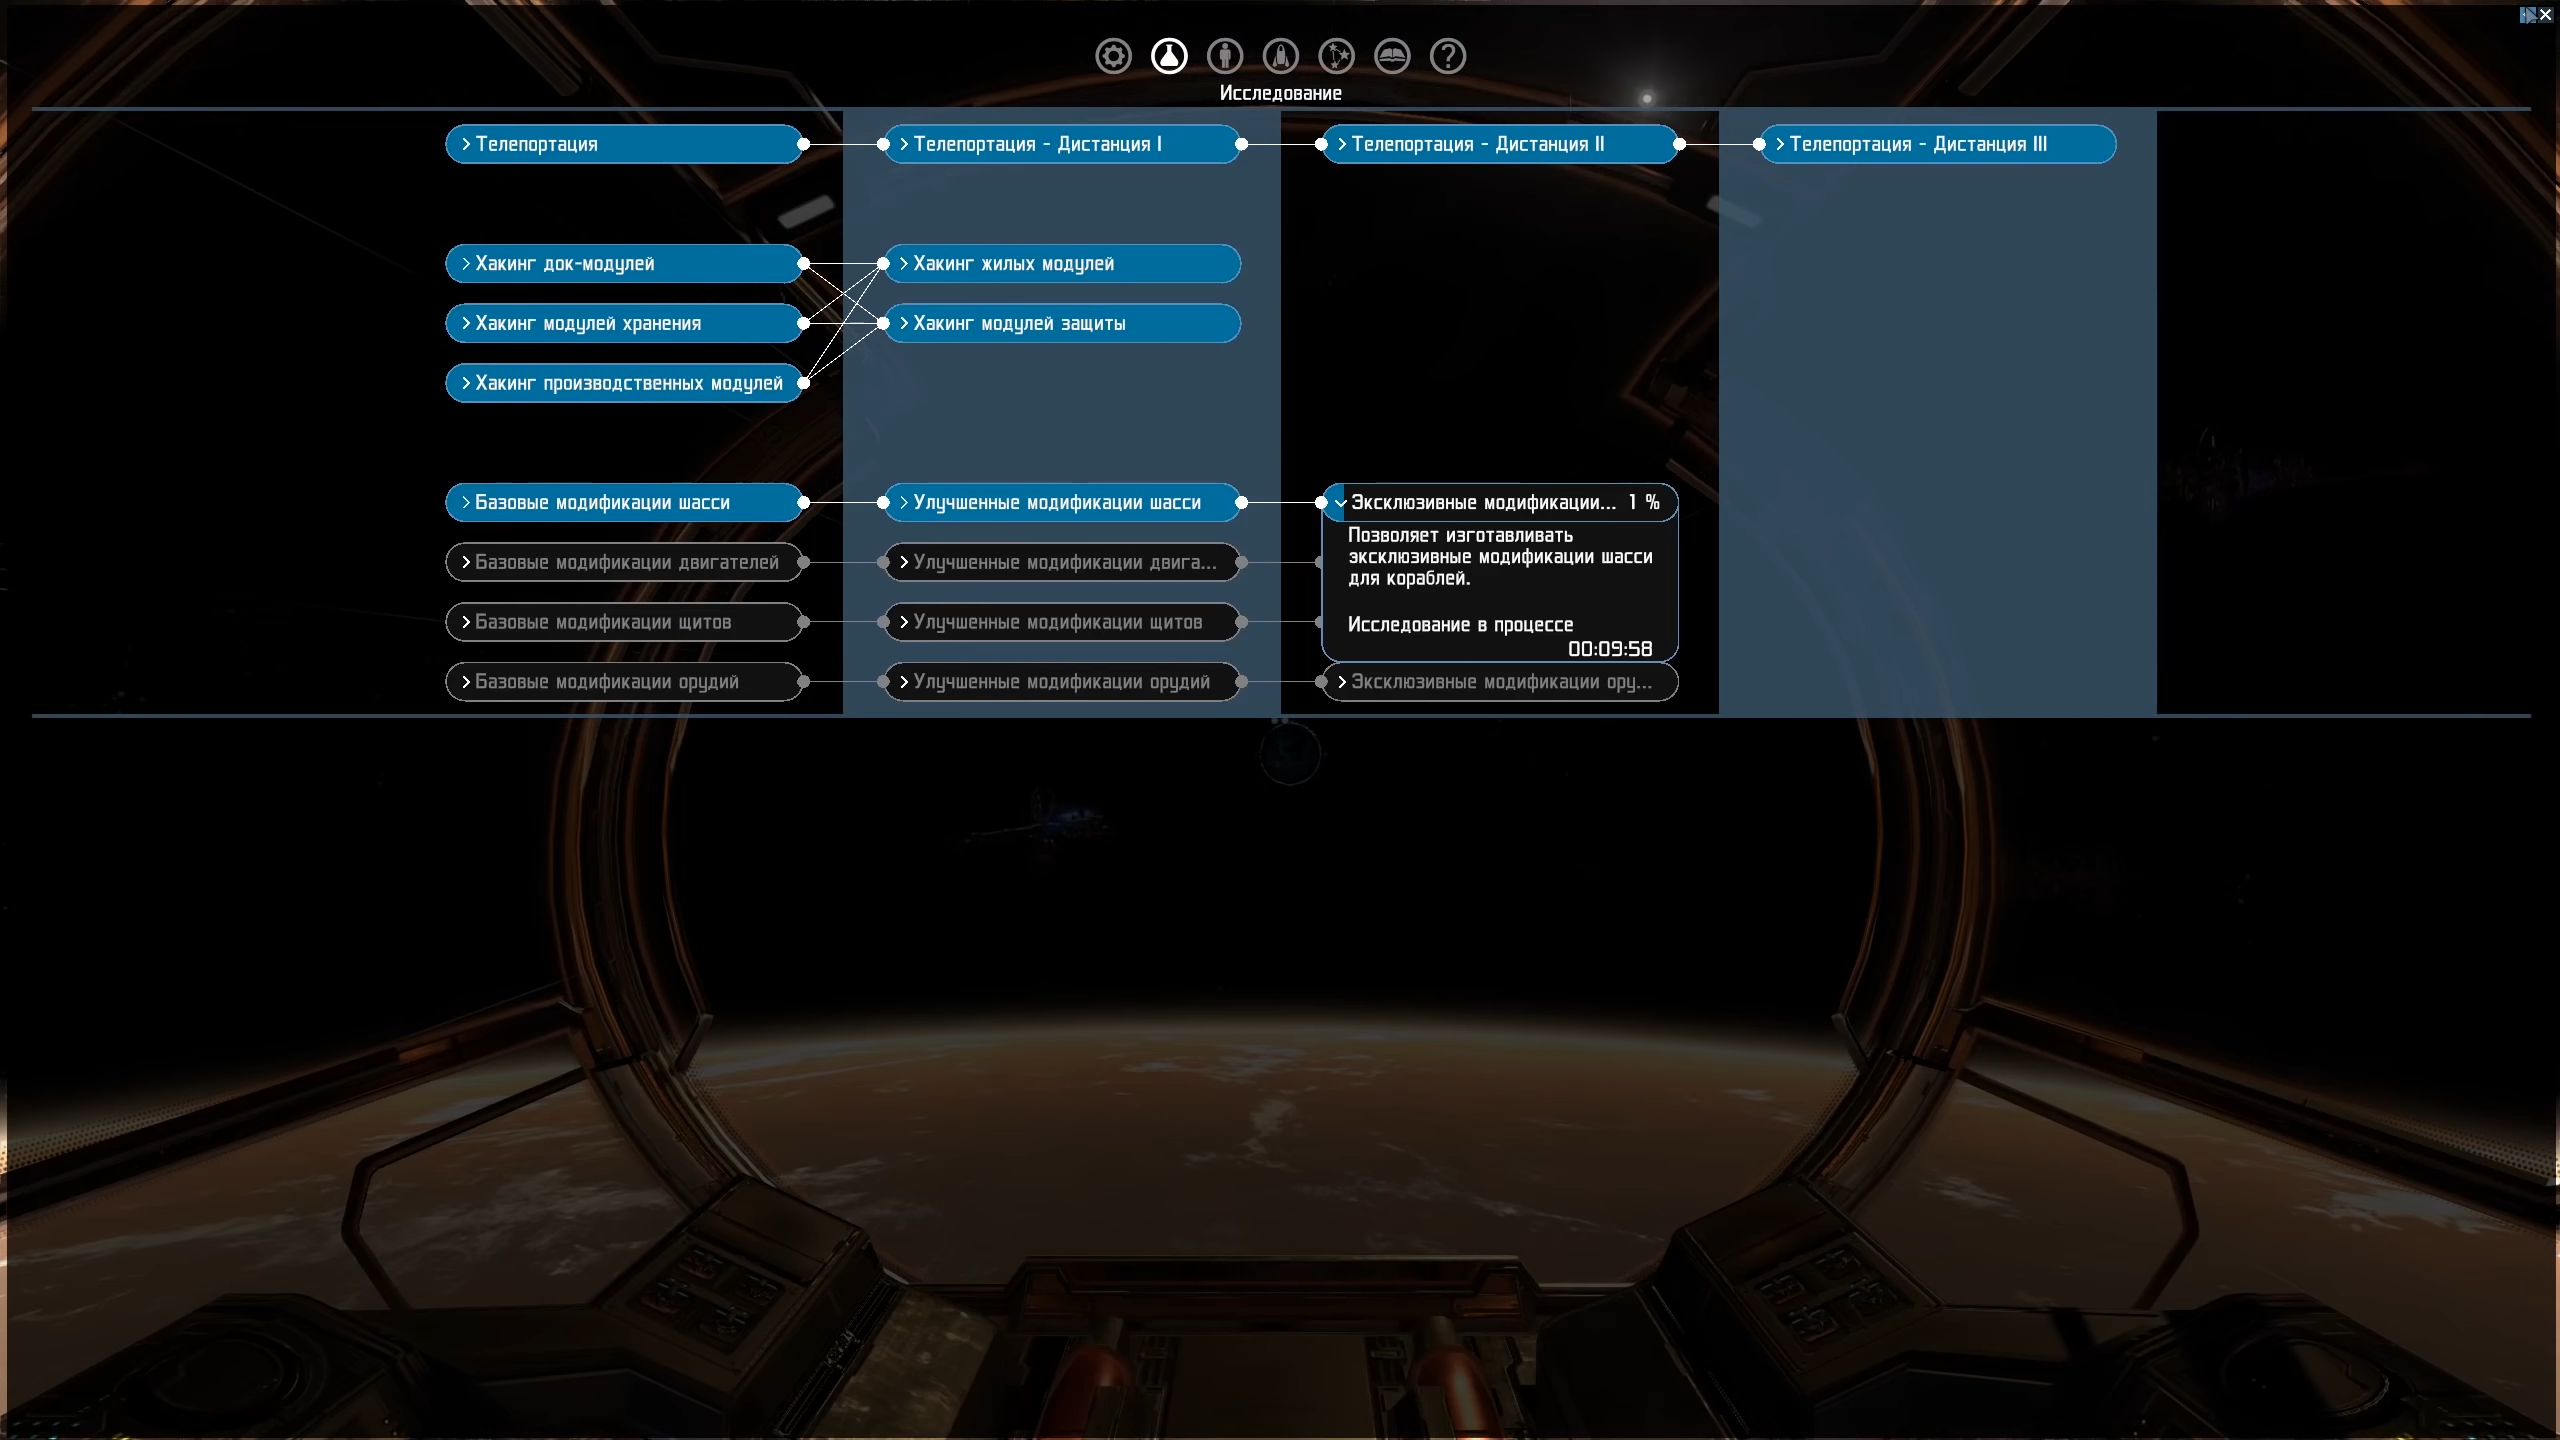 Исследование
Телепортация
Телепортация - Дистанция I
Телепортация - Дистанция II
Телепортация - Дистанция III
Хакинг док-модулей
Хакинг жилых модулей
Хакинг модулей хранения
Хакинг модулей защиты
Хакинг производственных модулей
Базовые модификации шасси
Улучшенные модификации шасси
Эксклюзивные модификации... 1 %
Позволяет изготавливать
эксклюзивные модификации шасси
для кораблей.
Исследование в процессе
00:09:58
Базовые модификации двигателей
Улучшенные модификации двига...
Базовые модификации щитов
Улучшенные модификации щитов
Базовые модификации орудий
Улучшенные модификации орудий
Эксклюзивные модификации ору...